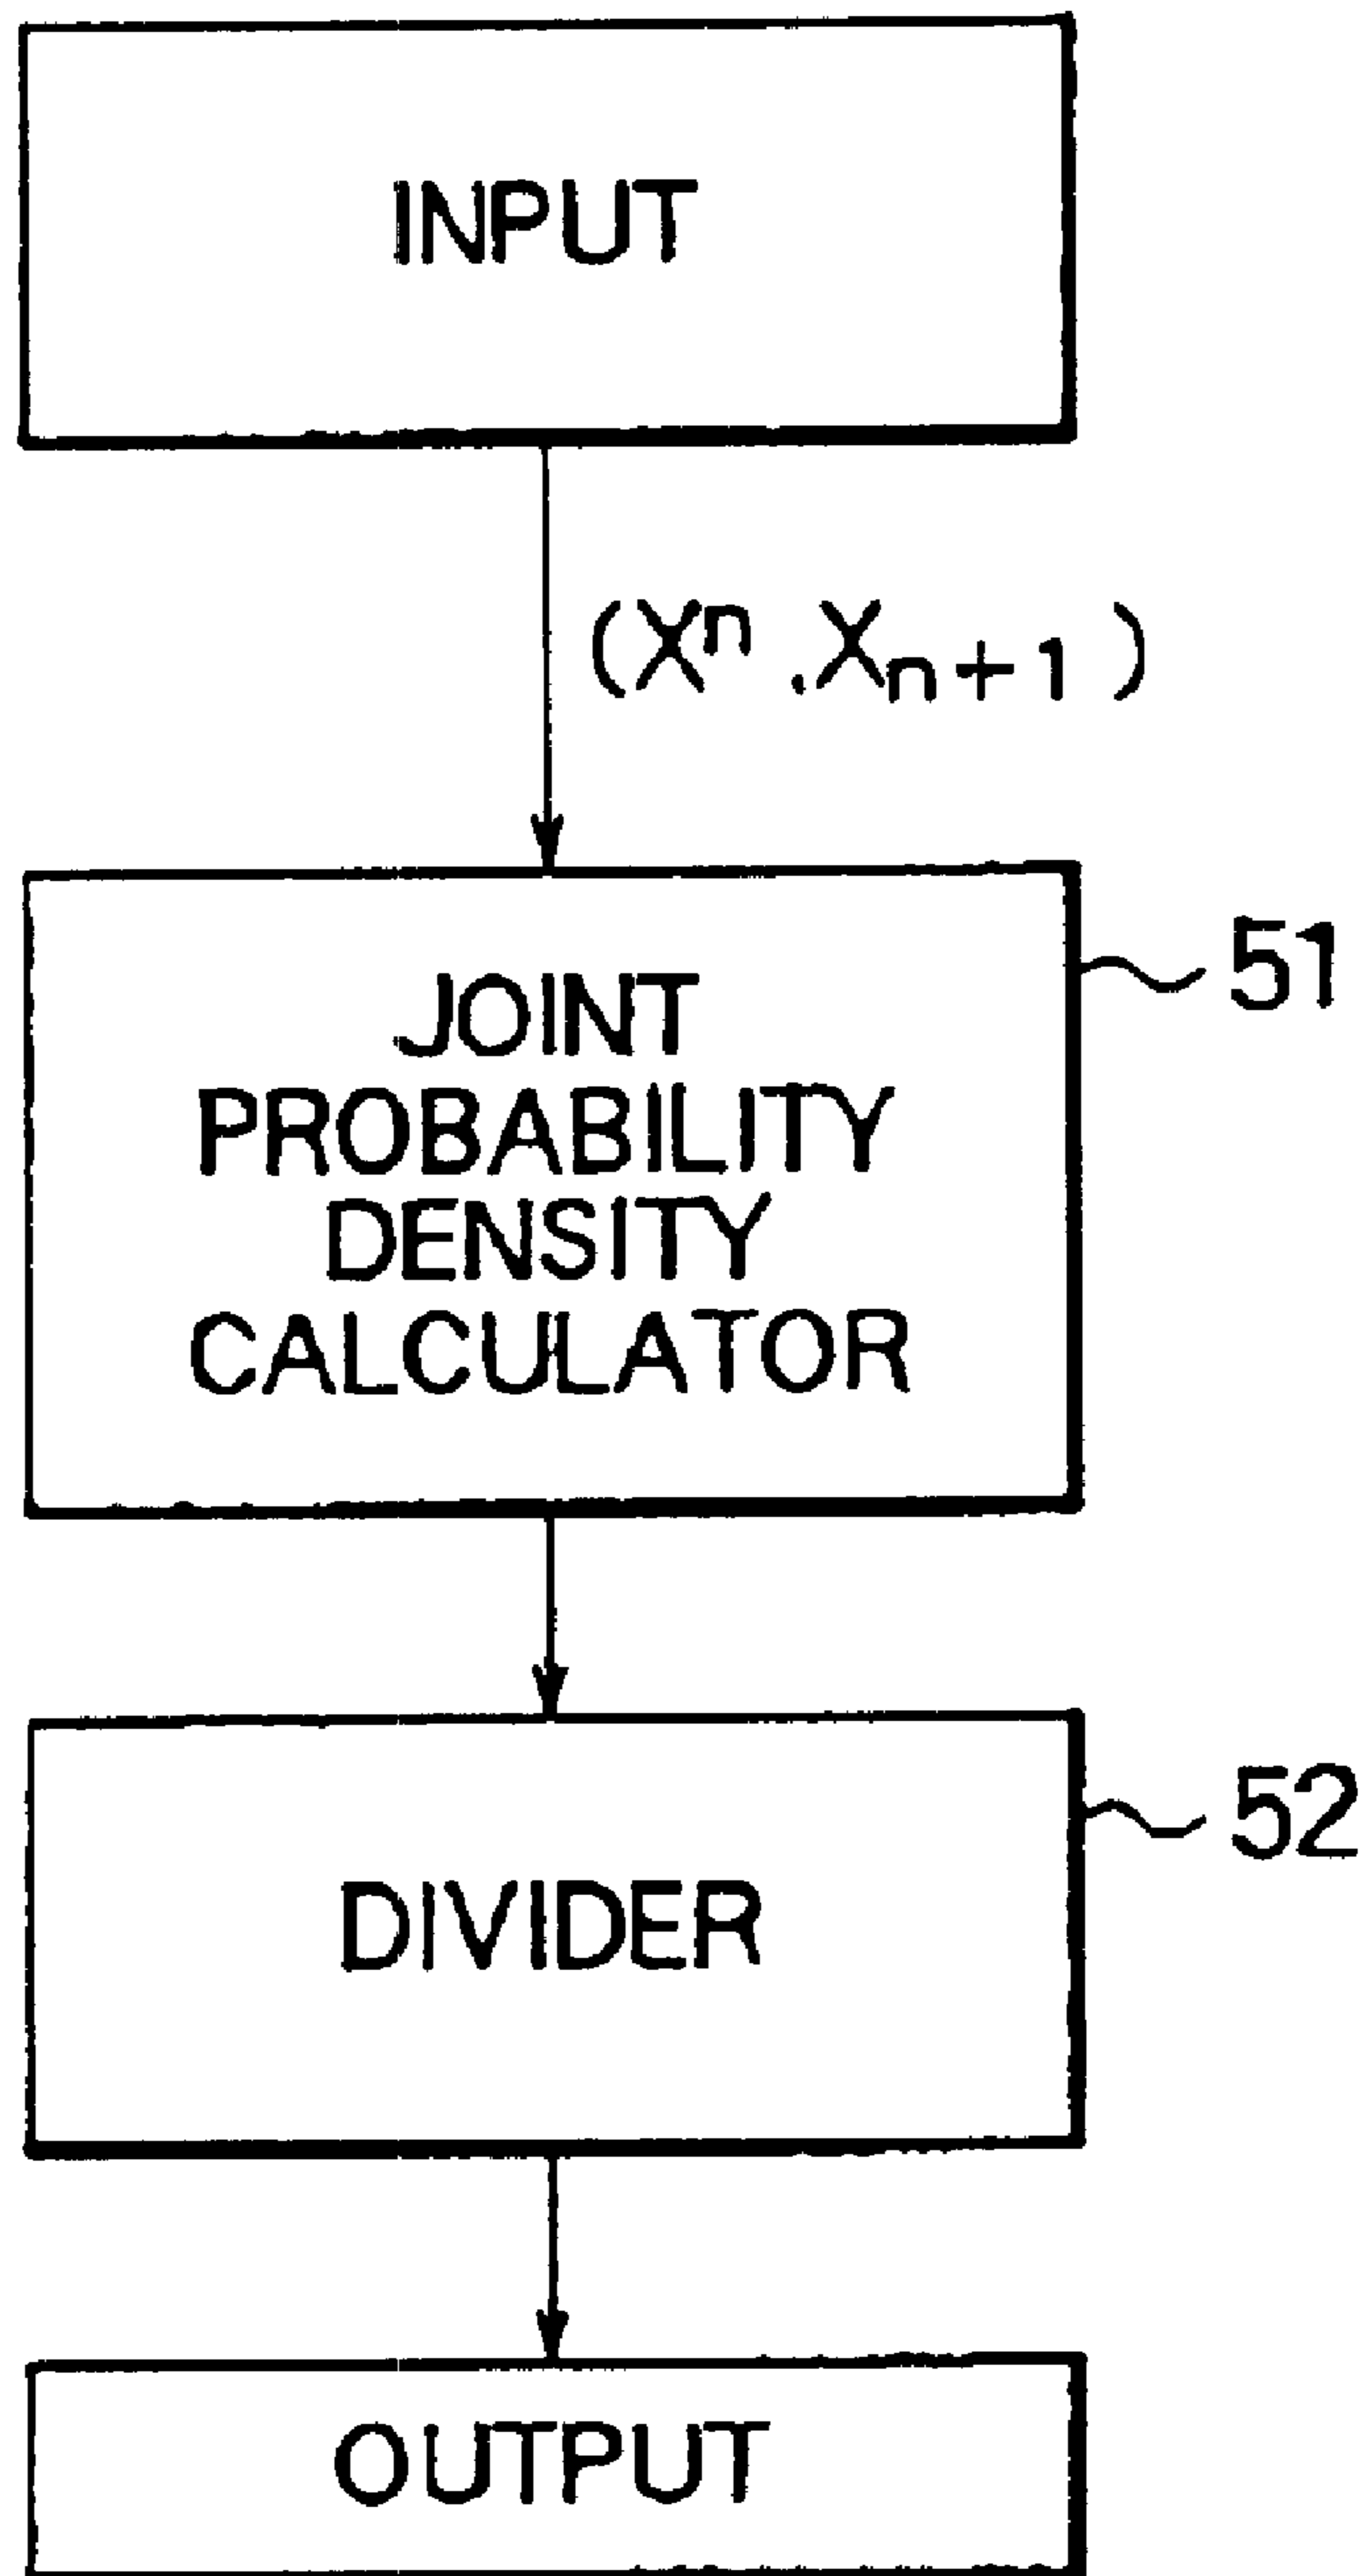 INPUT
(Xⁿ.Xₙ₊₁)
JOINT
PROBABILITY
DENSITY
CALCULATOR
51
DIVIDER
52
OUTPUT